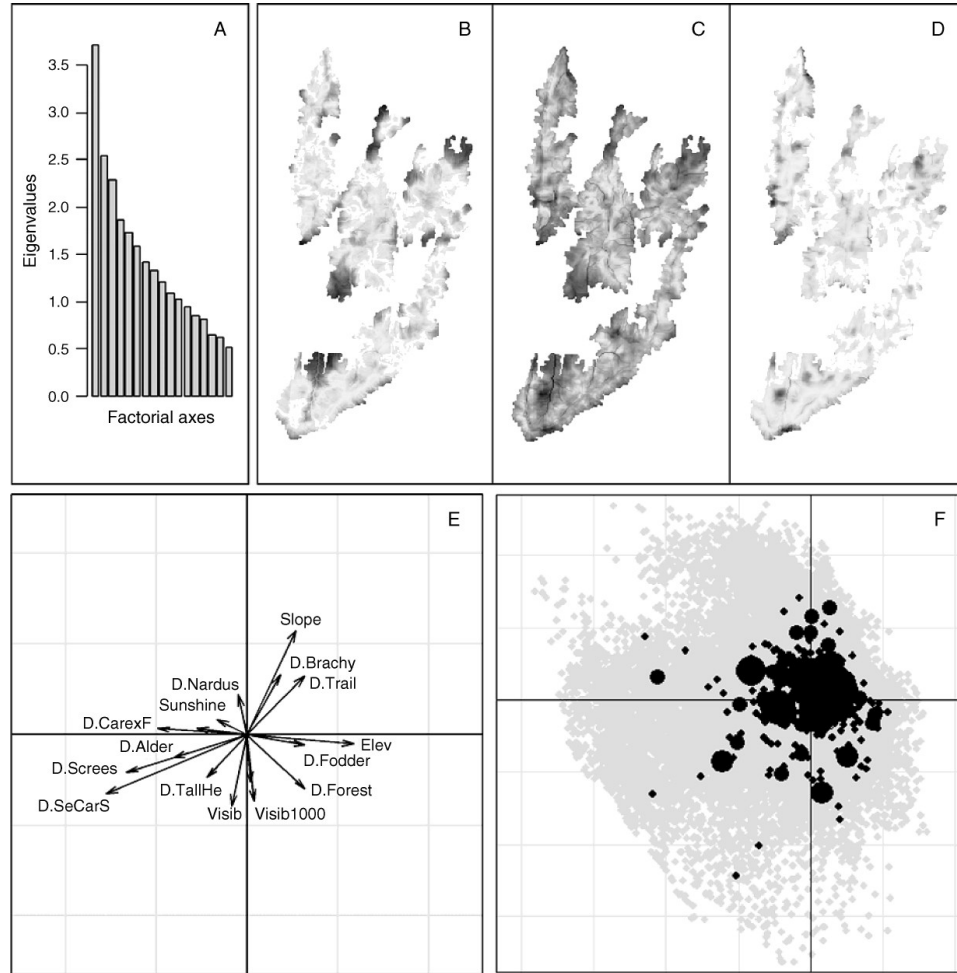 A
B
C
D
Eigenvalues
3.5
3.0
2.5
2.0
1.5
1.0
0.5
0.0
Factorial axes
E
Slope
D.Brachy
D.Nardus
D.Trail
Sunshine
D.CarexF
D.Alder
Elev
D.Fodder
D.Screes
D.TallHe
D.Forest
D.SeCarS
Visib
Visib1000
F